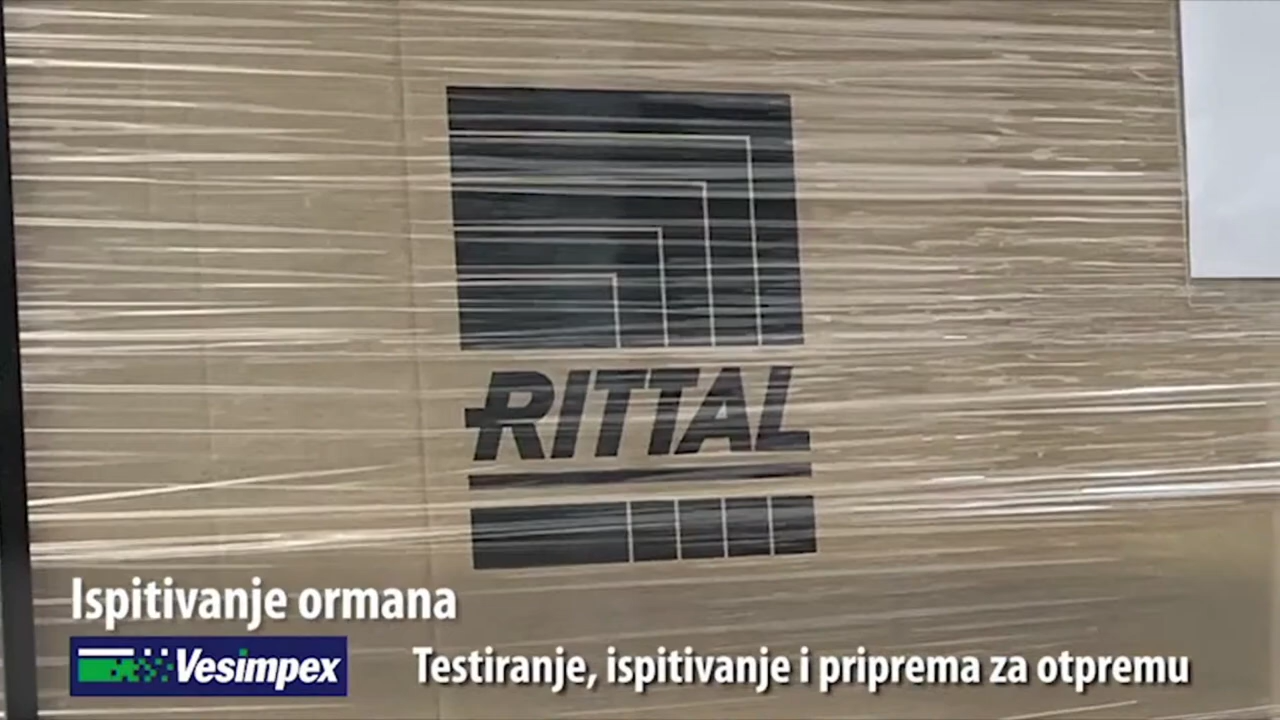 RITTAL
Ispitivanje ormana
Vesimpex
Testiranje, ispitivanje i priprema za otpremu